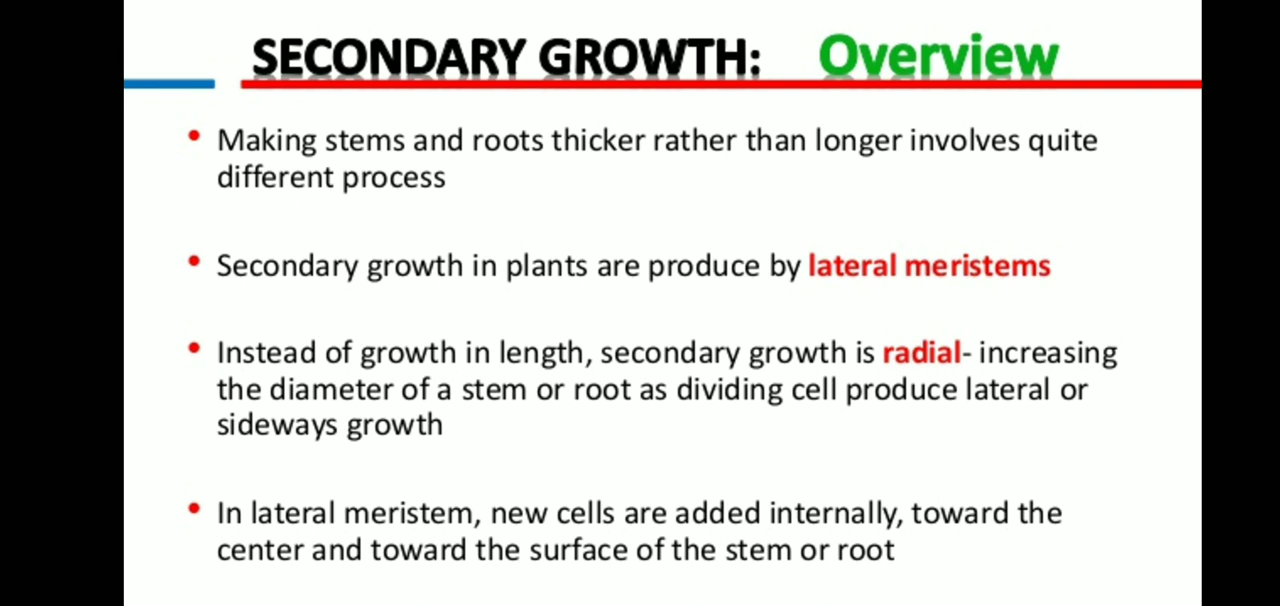 SECONDARY GROWTH: Overview
• Making stems and roots thicker rather than longer involves quite
different process
• Secondary growth in plants are produce by lateral meristems
• Instead of growth in length, secondary growth is radial- increasing
the diameter of a stem or root as dividing cell produce lateral or
sideways growth
• In lateral meristem, new cells are added internally, toward the
center and toward the surface of the stem or root